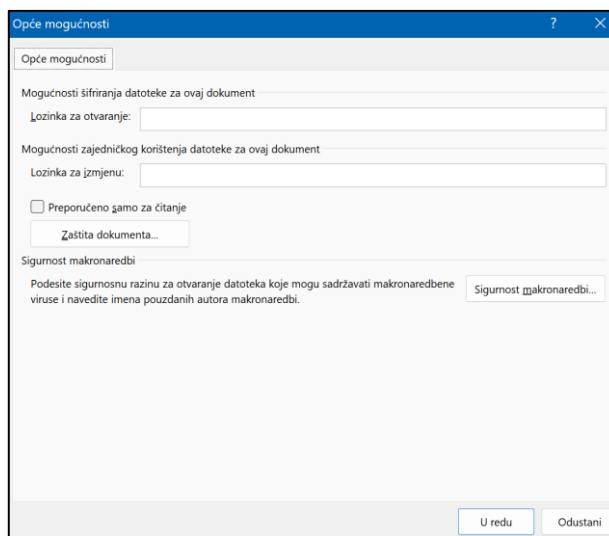 Opće mogućnosti
Opće mogućnosti
Mogućnosti šifriranja datoteke za ovaj dokument
Lozinka za otvaranje:
Mogućnosti zajedničkog korištenja datoteke za ovaj dokument
Lozinka za izmjenu:
Preporučeno samo za čitanje
Zaštita dokumenta...
Sigurnost makronaredbi
Podesite sigurnosnu razinu za otvaranje datoteka koje mogu sadržavati makronaredbene
viruse i navedite imena pouzdanih autora makronaredbi.
Sigurnost makronaredbi...
U redu
Odustani